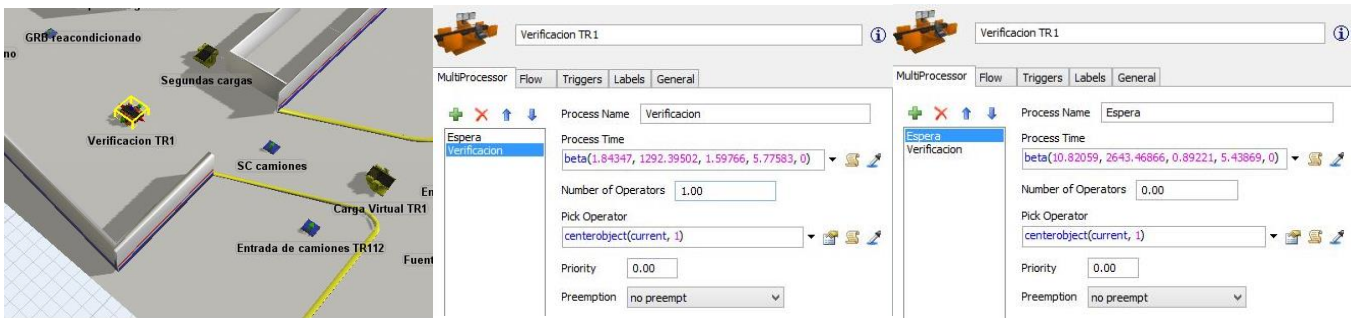 GRB reacondicionado
no
Segundas cargas
Verificacion TR1
SC camiones
En
Carga Virtual TR1
Entrada de camiones TR112
Fuent
Verificacion TR1
MultiProcessor Flow Triggers Labels General
Process Name Verificacion
Espera
Verificacion
Process Time
beta(1.84347, 1292.39502, 1.59766, 5.77583, 0)
Number of Operators 1.00
Pick Operator
centerobject(current, 1)
Priority 0.00
Preemption no preempt
Verificacion TR1
MultiProcessor Flow Triggers Labels General
Process Name Espera
Espera
Verificacion
Process Time
beta(10.82059, 2643.46866, 0.89221, 5.43869, 0)
Number of Operators 0.00
Pick Operator
centerobject(current, 1)
Priority 0.00
Preemption no preempt